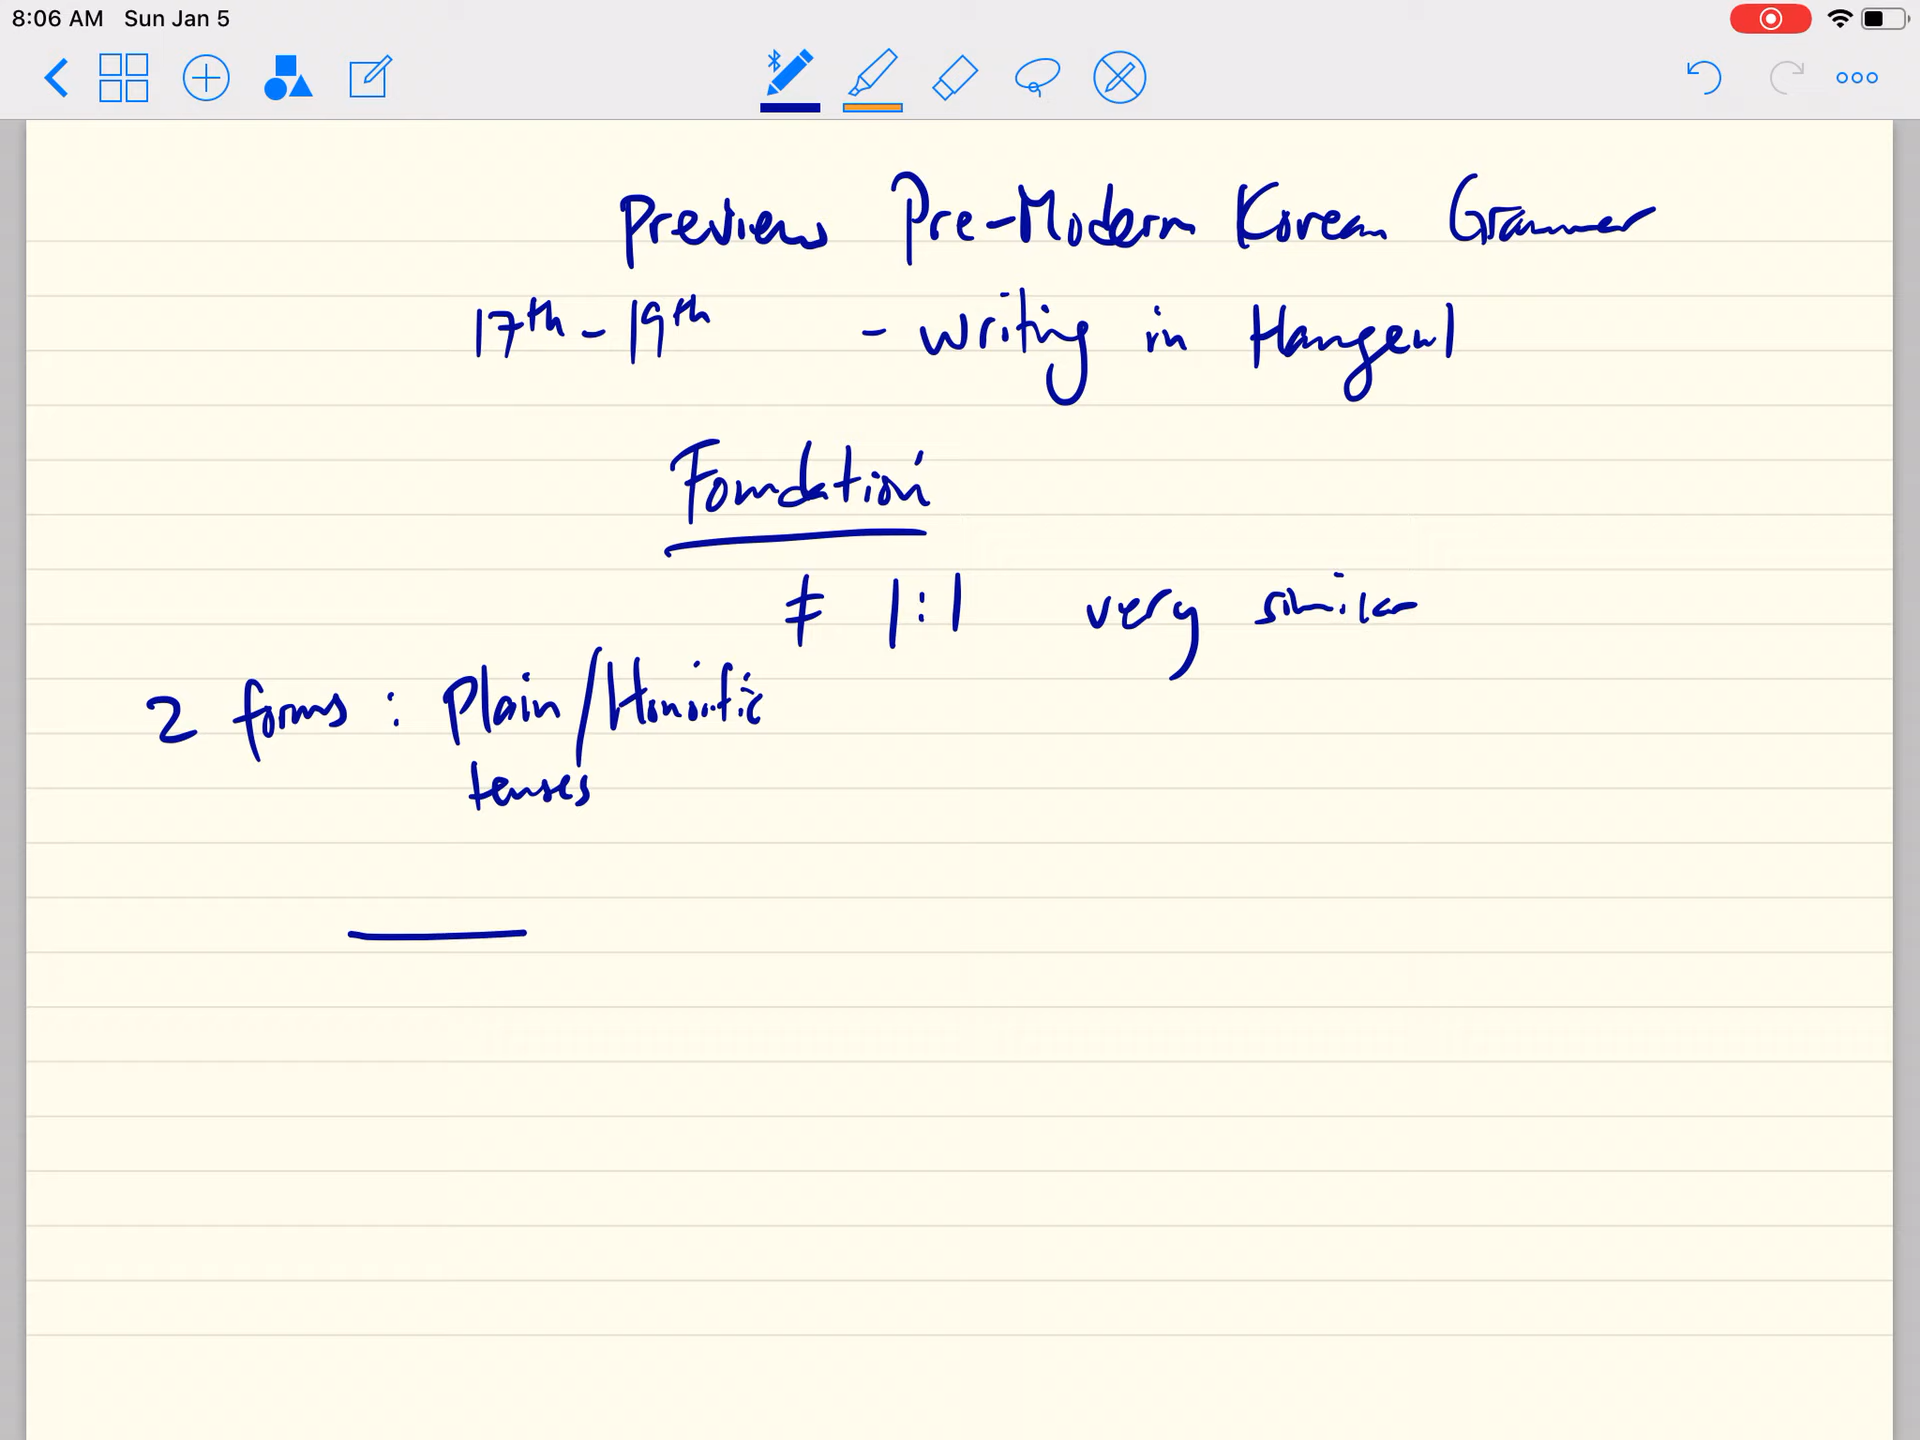 8:06 AM Sun Jan 5
Previews Pre-Modern Korean Grammer
17th - 19th - writing in Hangeul
Foundation
≠ 1:1 very similar
2 forms: Plain/Honorific
tenses